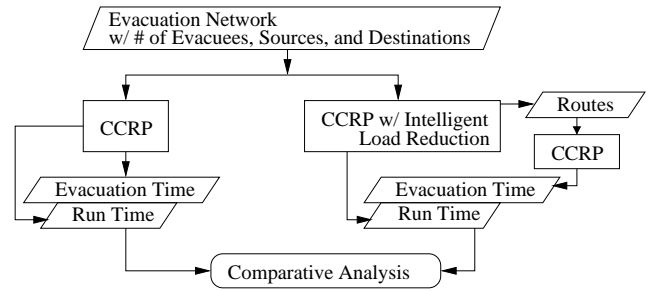 Evacuation Network
w/ # of Evacuees, Sources, and Destinations
CCRP
CCRP w/ Intelligent
Load Reduction
Routes
CCRP
Evacuation Time
Run Time
Evacuation Time
Run Time
Comparative Analysis